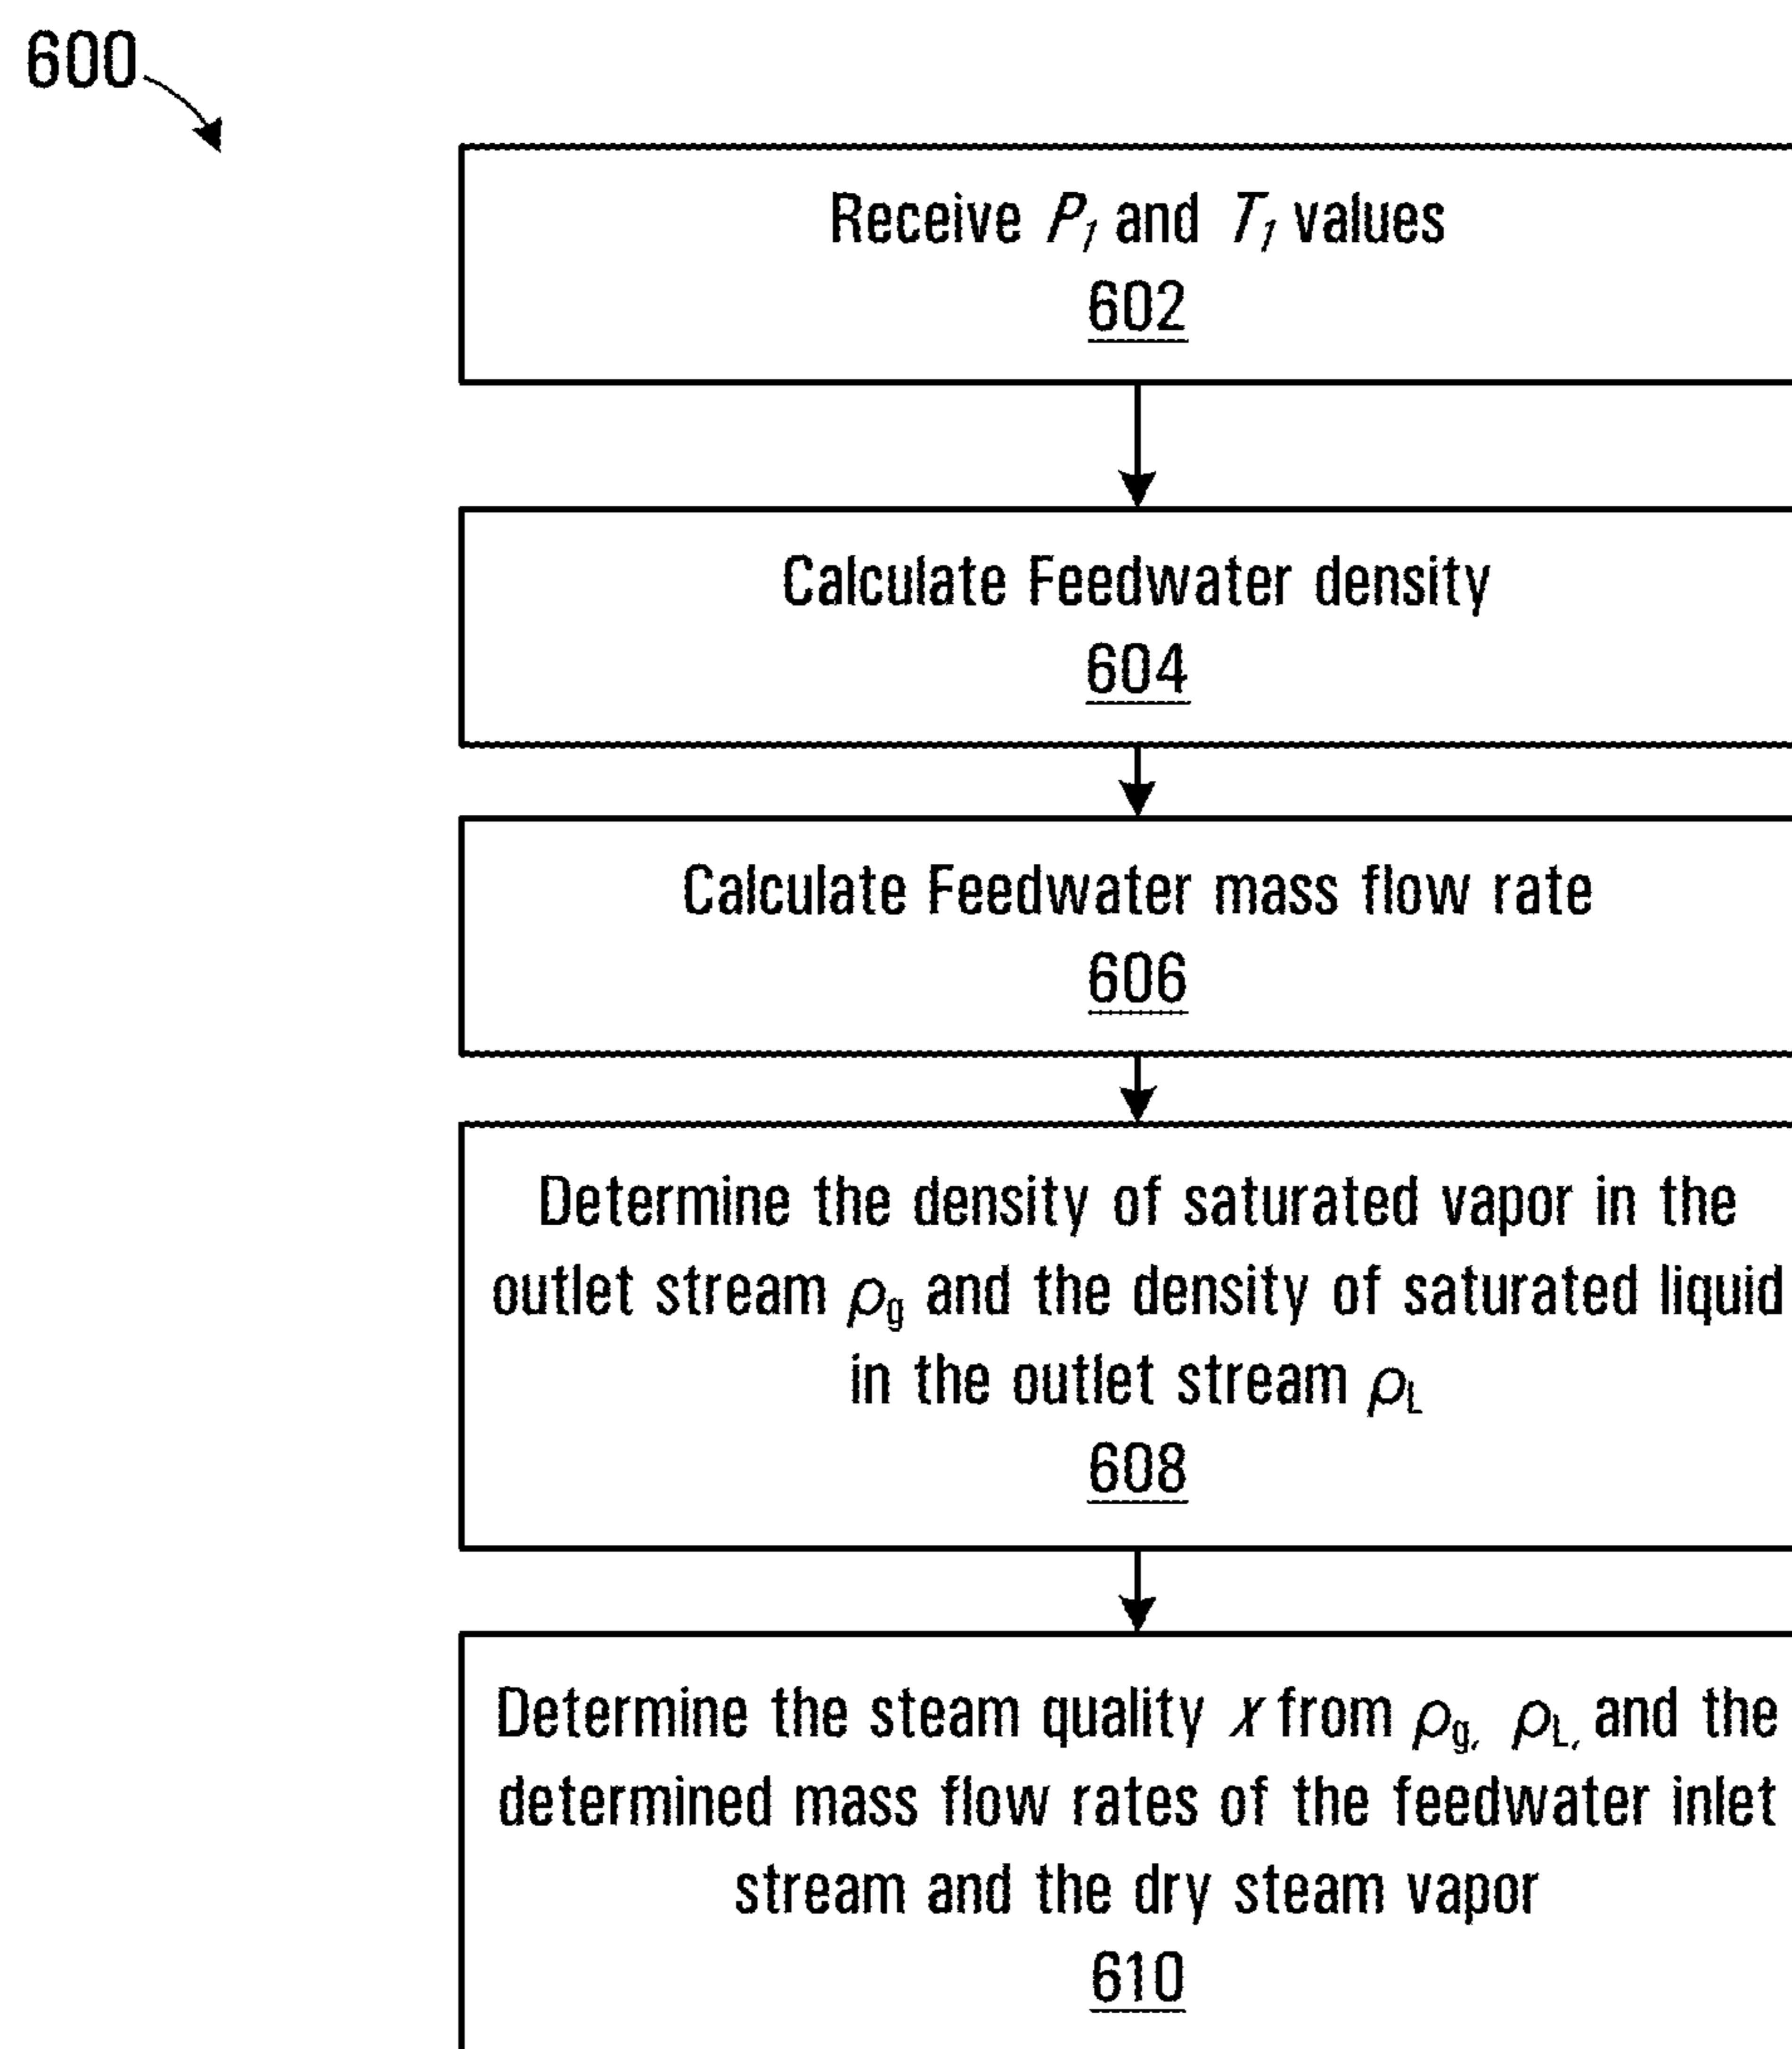 600
Receive P1 and T1 values
602
Calculate Feedwater density
604
Calculate Feedwater mass flow rate
606
Determine the density of saturated vapor in the
outlet stream ρg and the density of saturated liquid
in the outlet stream ρL
608
Determine the steam quality x from ρg, ρL, and the
determined mass flow rates of the feedwater inlet
stream and the dry steam vapor
610